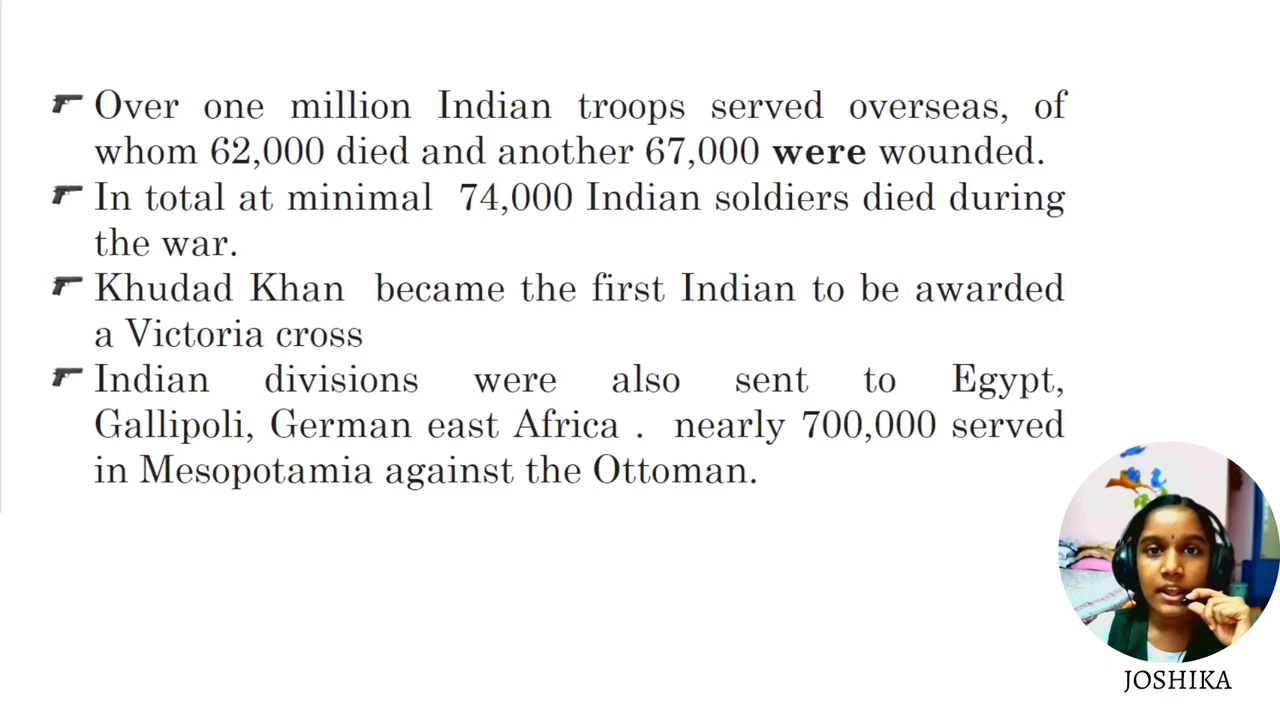 Over one million Indian troops served overseas, of
whom 62,000 died and another 67,000 were wounded.
In total at minimal 74,000 Indian soldiers died during
the war.
Khudad Khan became the first Indian to be awarded
a Victoria cross
Indian divisions were also sent to Egypt,
Gallipoli, German east Africa . nearly 700,000 served
in Mesopotamia against the Ottoman.
JOSHIKA